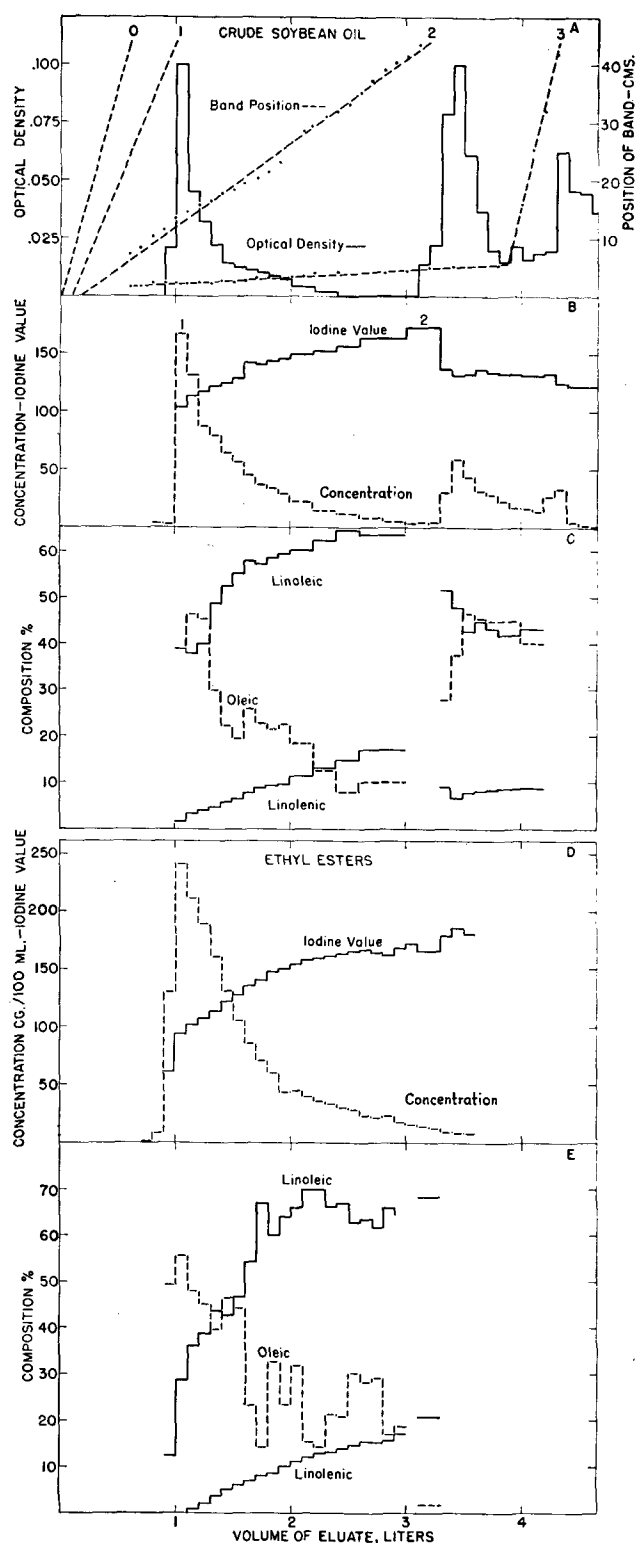 0 1 CRUDE SOYBEAN OIL 2 3 A
.100
.075
.050
.025
OPTICAL DENSITY
Band Position
Optical Density
40
30
20
10
POSITION OF BAND-CMS.
B
1
Iodine Value
2
150
100
50
CONCENTRATION-IODINE VALUE
Concentration
C
60
50
40
30
20
10
COMPOSITION %
Linoleic
Oleic
Linolenic
D
ETHYL ESTERS
250
200
150
100
50
CONCENTRATION CG./100 ML.-IODINE VALUE
Iodine Value
Concentration
E
70
60
50
40
30
20
10
COMPOSITION %
Linoleic
Oleic
Linolenic
1 2 3 4
VOLUME OF ELUATE, LITERS